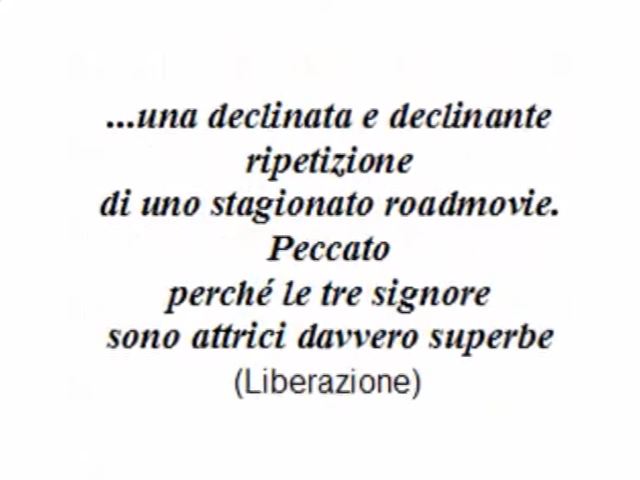 ...una declinata e declinante
ripetizione
di uno stagionato roadmovie.
Peccato
perché le tre signore
sono attrici davvero superbe
(Liberazione)